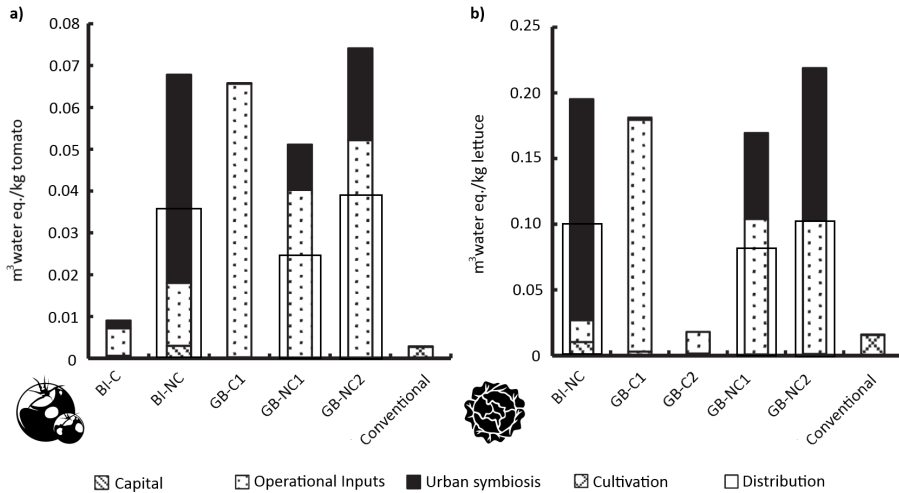 a)
m³water eq./kg tomato
0.08
0.07
0.06
0.05
0.04
0.03
0.02
0.01
0
BI-C
BI-NC
GB-C1
GB-NC1
GB-NC2
Conventional
b)
m³water eq./kg lettuce
0.25
0.20
0.15
0.10
0.05
0
BI-NC
GB-C1
GB-C2
GB-NC1
GB-NC2
Conventional
Capital
Operational Inputs
Urban symbiosis
Cultivation
Distribution